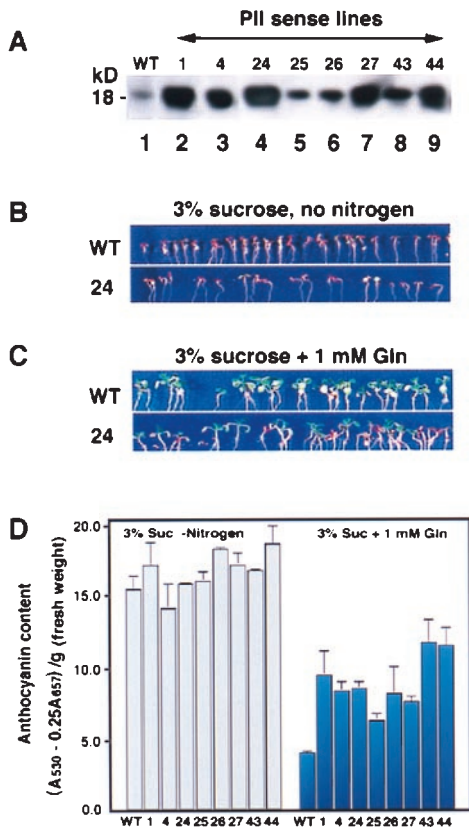 PII sense lines
A
WT 1 4 24 25 26 27 43 44
kD
18 -
1 2 3 4 5 6 7 8 9
B
3% sucrose, no nitrogen
WT
24
C
3% sucrose + 1 mM Gln
WT
24
D
Anthocyanin content
(A530 - 0.25A657) /g (fresh weight)
20.0
15.0
10.0
5.0
0.0
3% Suc -Nitrogen
3% Suc + 1 mM Gln
WT 1 4 24 25 26 27 43 44
WT 1 4 24 25 26 27 43 44